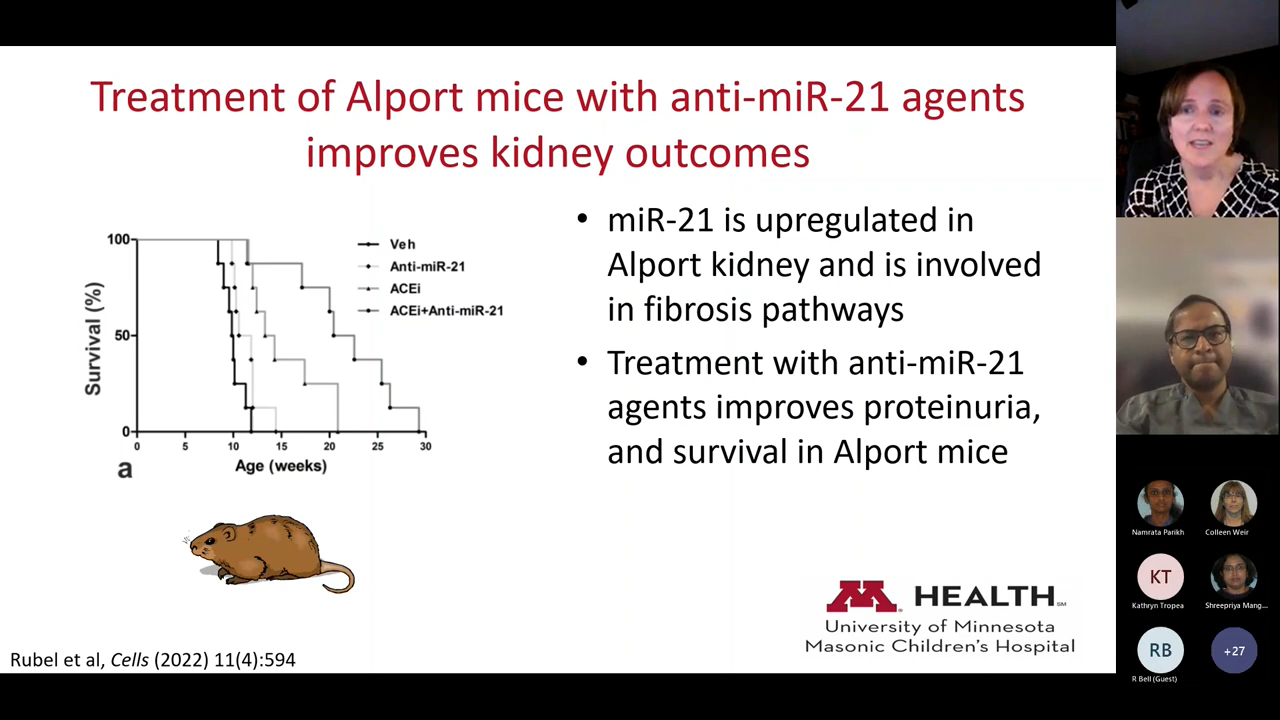 Treatment of Alport mice with anti-miR-21 agents
improves kidney outcomes
100
50
0
Survival (%)
0 5 10 15 20 25 30
Age (weeks)
a
Veh
Anti-miR-21
ACEi
ACEi+Anti-miR-21
• miR-21 is upregulated in
Alport kidney and is involved
in fibrosis pathways
• Treatment with anti-miR-21
agents improves proteinuria,
and survival in Alport mice
M HEALTH SM
University of Minnesota
Masonic Children's Hospital
Rubel et al, Cells (2022) 11(4):594
Namrata Parikh
Colleen Weir
KT
Kathryn Tropea
Shreepriya Mang...
RB
R Bell (Guest)
+27